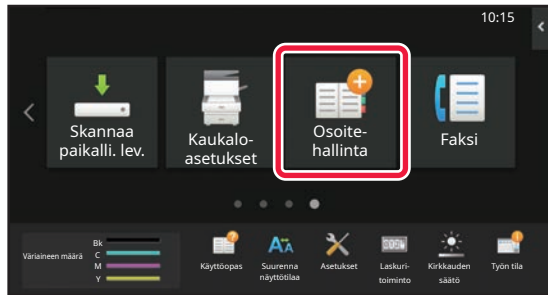 10:15
Skannaa
paikalli. lev.
Kaukalo-
asetukset
Osoite-
hallinta
Faksi
Väriaineen määrä
Bk
C
M
Y
Käyttöopas
Suurenna
näyttötilaa
Asetukset
Laskuri-
toiminto
Kirkkauden
säätö
Työn tila